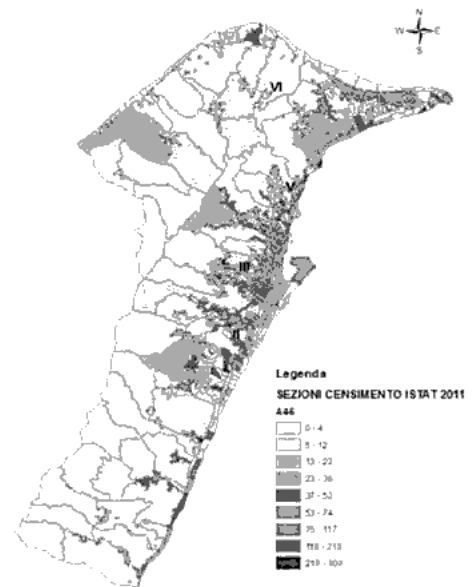 N
W E
S
VI
V
III
II
I
Legenda
SEZIONI CENSIMENTO ISTAT 2011
A46
0 - 4
5 - 12
13 - 22
23 - 36
37 - 52
53 - 74
75 - 117
118 - 213